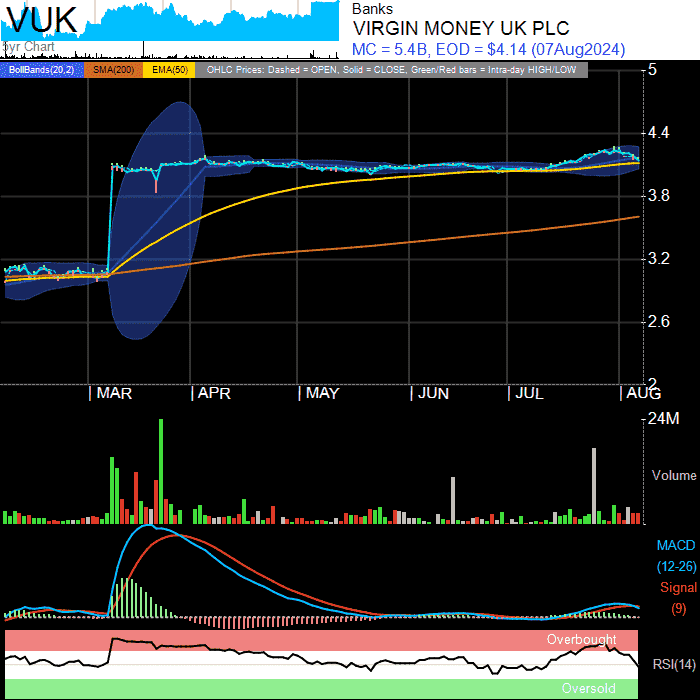 VUK
5yr Chart
Banks
VIRGIN MONEY UK PLC
MC = 5.4B, EOD = $4.14 (07Aug2024)
BollBands(20,2) SMA(200) EMA(50) OHLC Prices: Dashed = OPEN, Solid = CLOSE, Green/Red bars = Intra-day HIGH/LOW
5
4.4
3.8
3.2
2.6
2
MAR APR MAY JUN JUL AUG
24M
Volume
MACD
(12-26)
Signal
(9)
Overbought
RSI(14)
Oversold